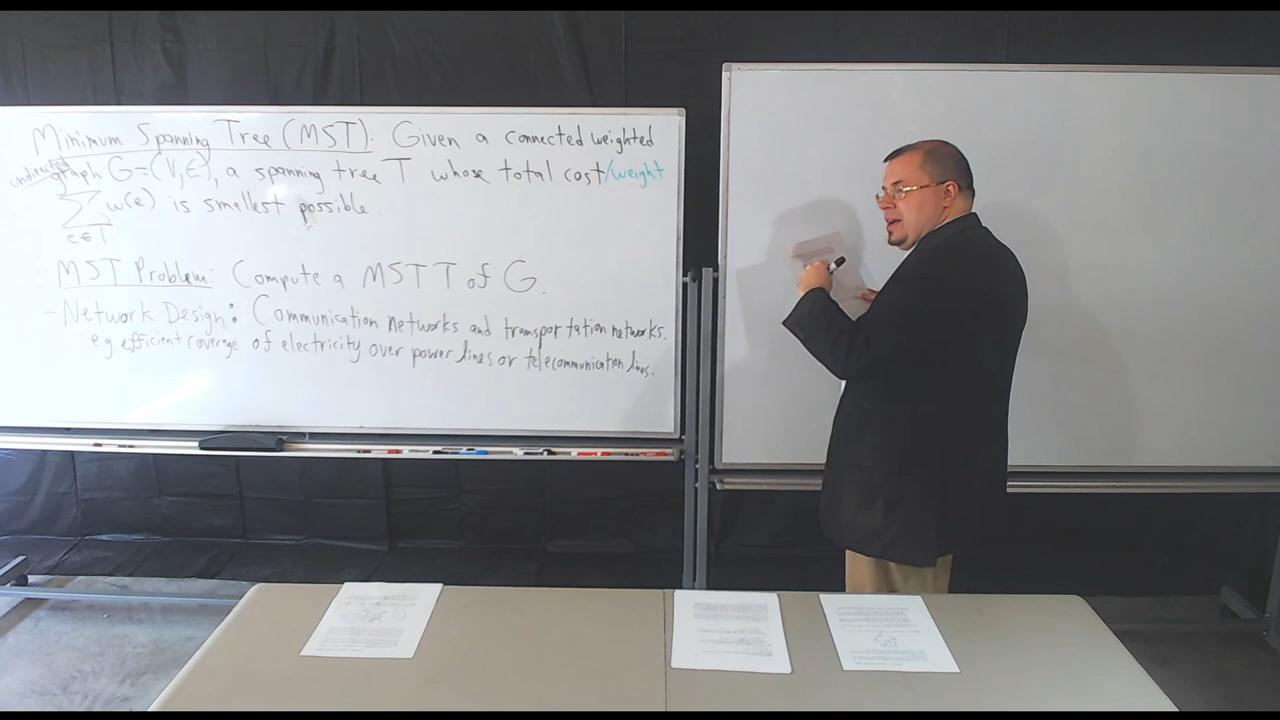 Minimum Spanning Tree (MST): Given a connected weighted
undirected graph G=(V,E), a spanning tree T whose total cost/weight
∑ w(e) is smallest possible.
e∈T
MST Problem: Compute a MST T of G.
- Network Design: Communication networks and transportation networks.
eg efficient coverage of electricity over power lines or telecommunication lines.